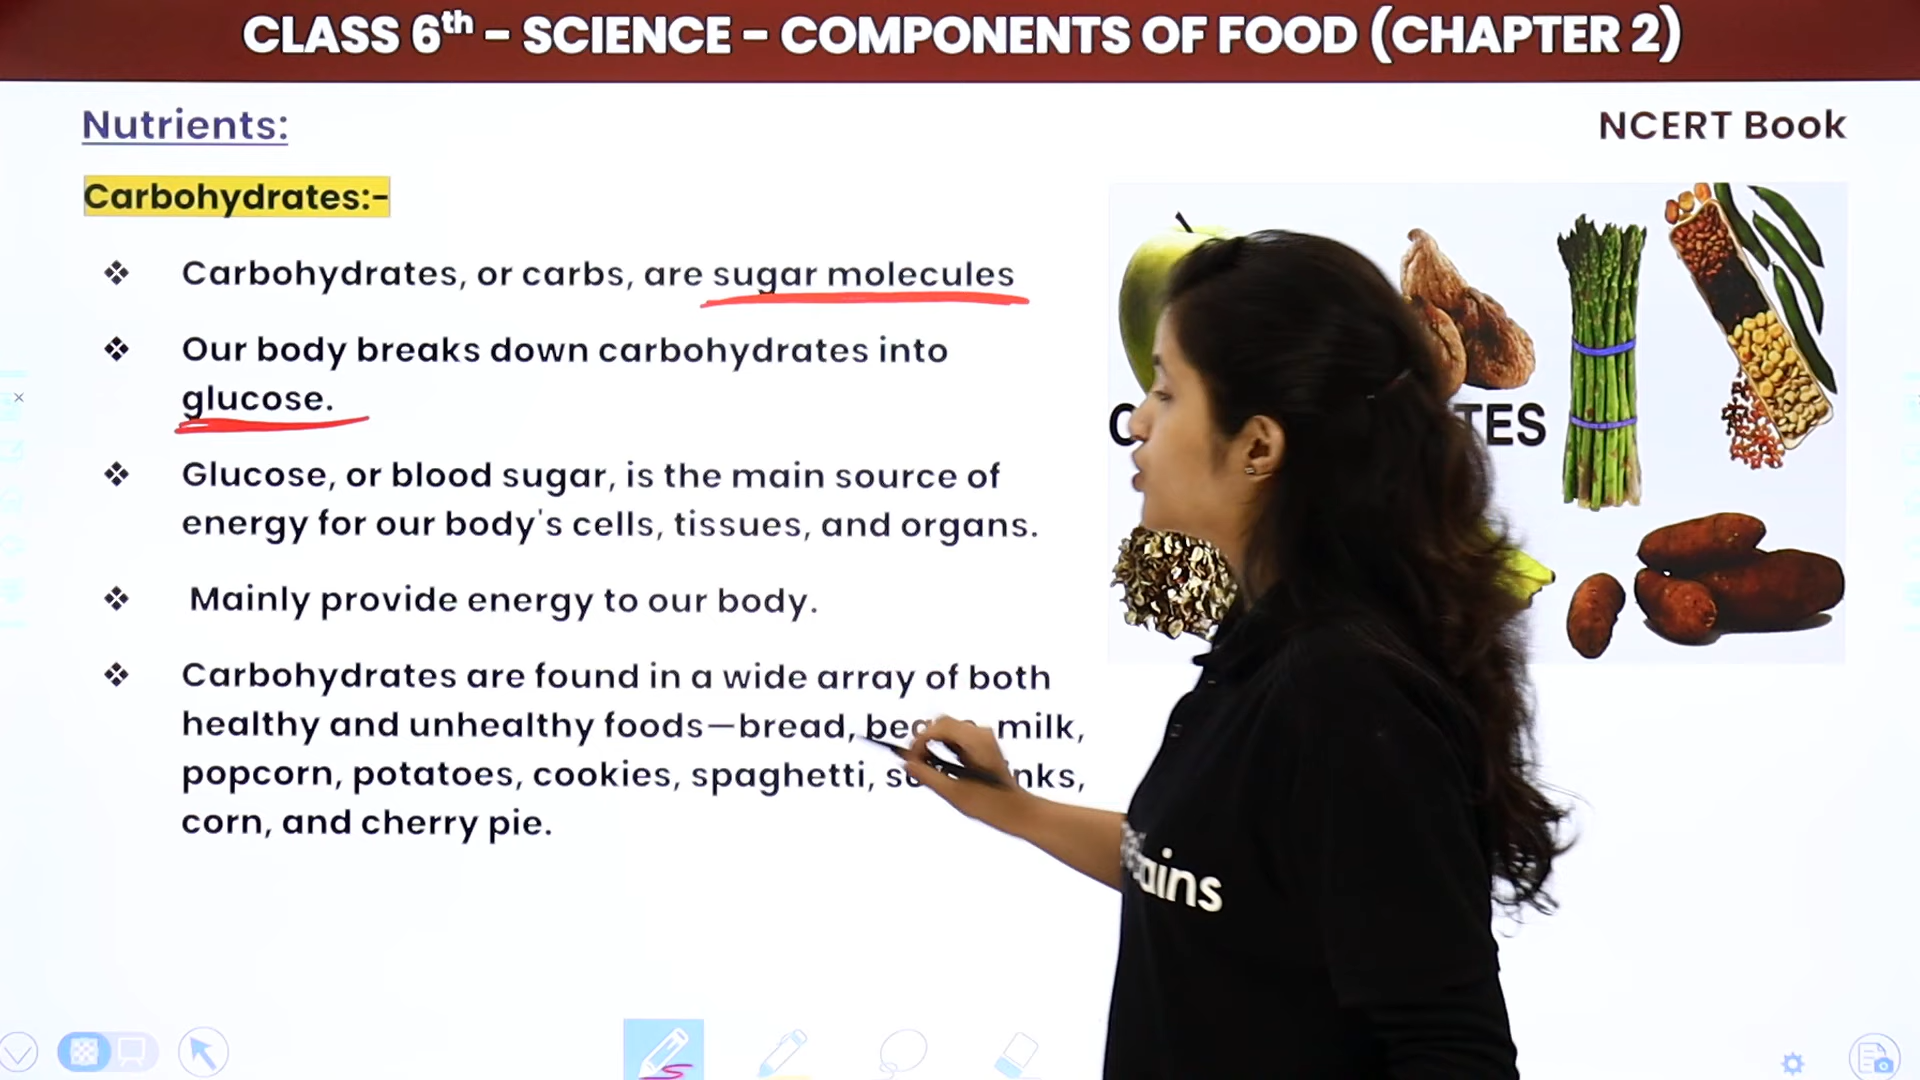 CLASS 6th - SCIENCE - COMPONENTS OF FOOD (CHAPTER 2)
Nutrients:
NCERT Book
Carbohydrates:-
❖ Carbohydrates, or carbs, are sugar molecules
❖ Our body breaks down carbohydrates into
glucose.
❖ Glucose, or blood sugar, is the main source of
energy for our body's cells, tissues, and organs.
❖ Mainly provide energy to our body.
❖ Carbohydrates are found in a wide array of both
healthy and unhealthy foods—bread, milk,
popcorn, potatoes, cookies, spaghetti,
corn, and cherry pie.